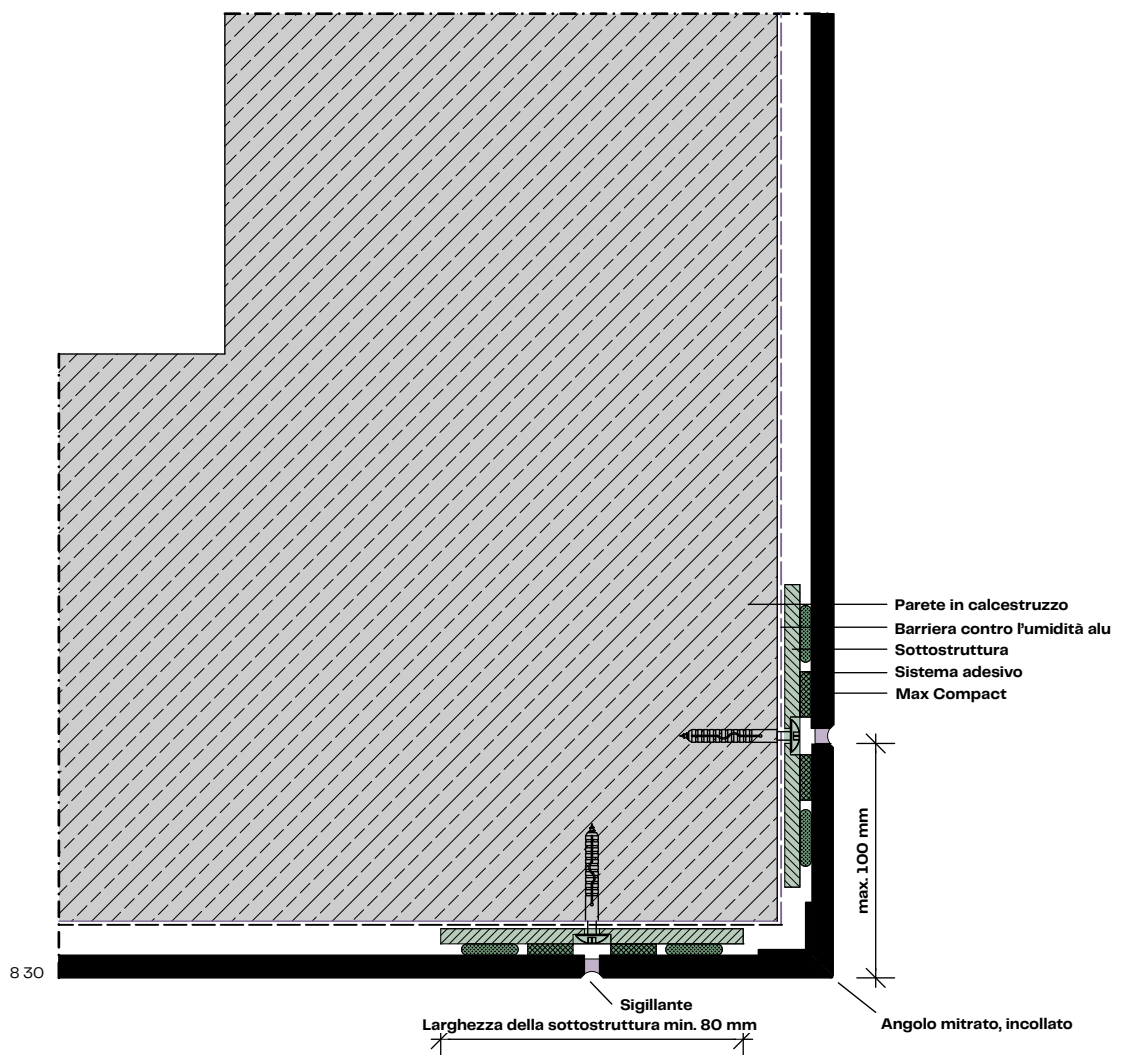 Parete in calcestruzzo
Barriera contro l'umidità alu
Sottostruttura
Sistema adesivo
Max Compact
max. 100 mm
8 30
Sigillante
Larghezza della sottostruttura min. 80 mm
Angolo mitrato, incollato